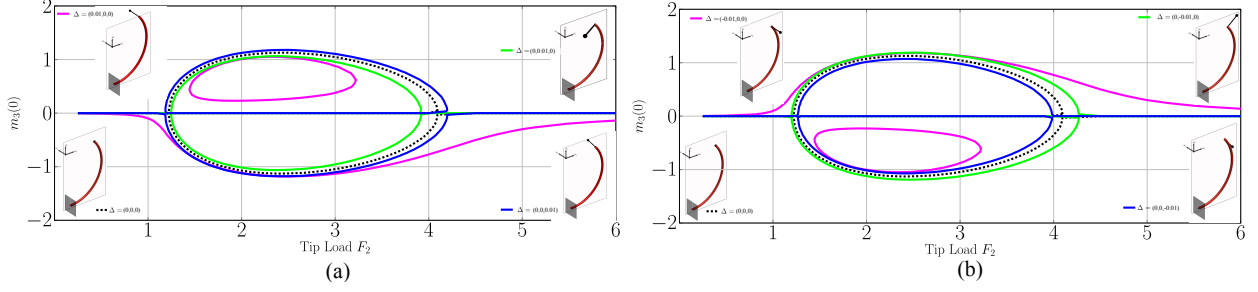 2
1
0
−1
−2
m₃(0)
1 2 3 4 5 6
Tip Load F₂
Δ = (0.01,0,0)
Δ = (0,0.01,0)
Δ = (0,0,0)
Δ = (0,0,0.01)
(a)
2
1
0
−1
−2
m₃(0)
1 2 3 4 5 6
Tip Load F₂
Δ = (-0.01,0,0)
Δ = (0,-0.01,0)
Δ = (0,0,0)
Δ = (0,0,-0.01)
(b)